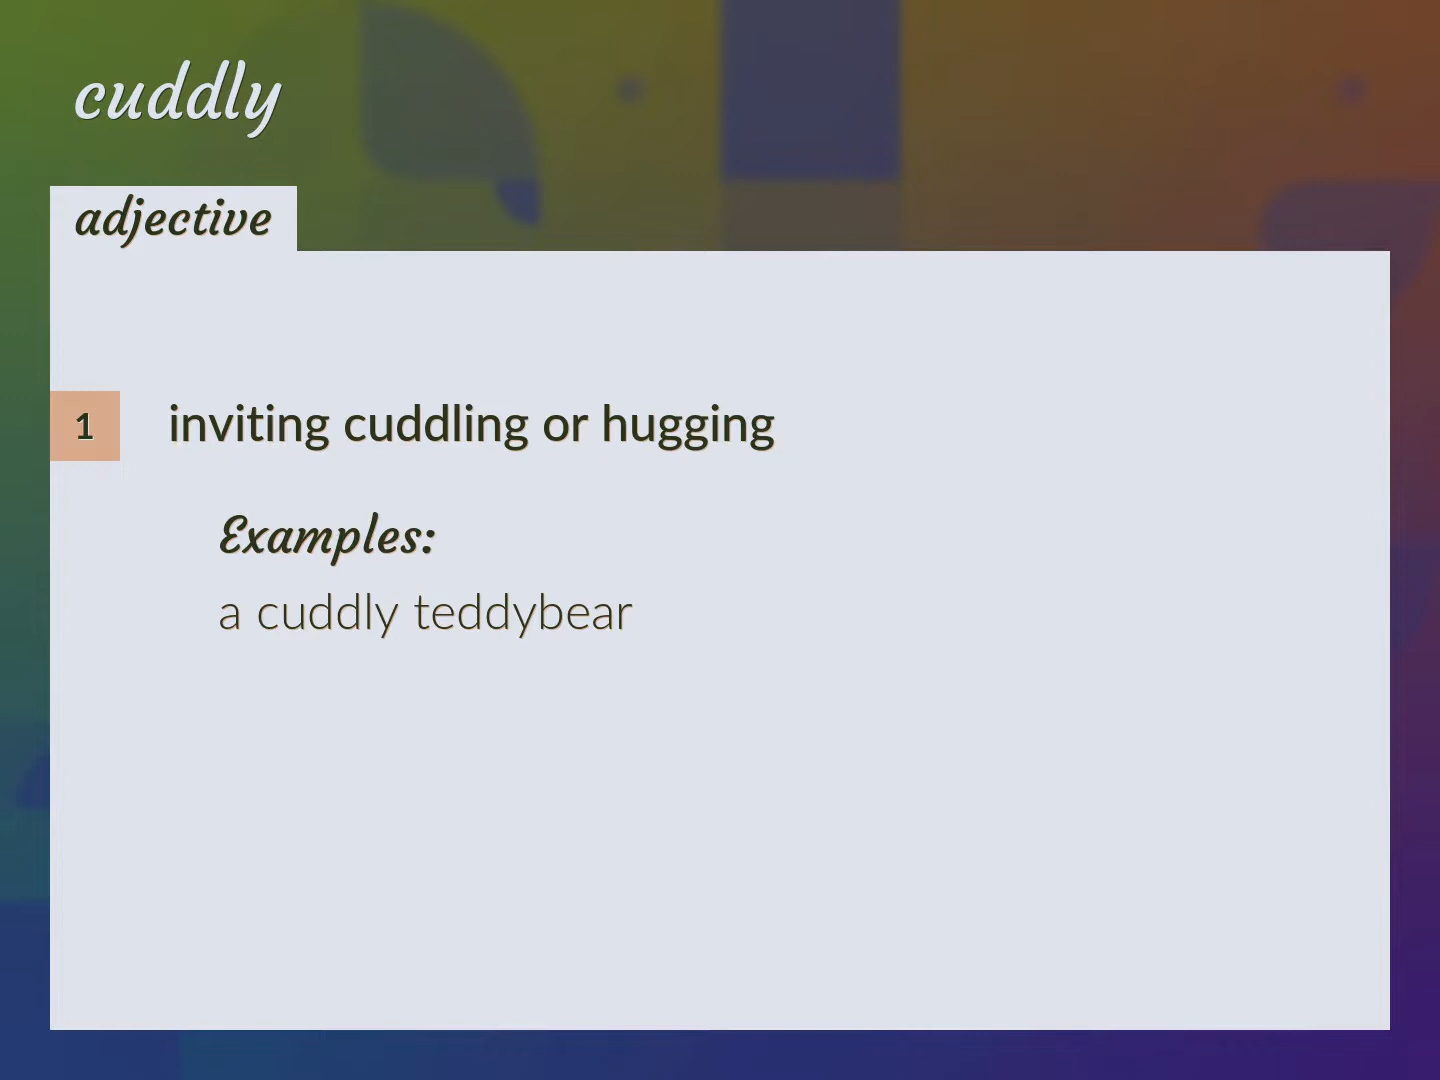 cuddly
adjective
1 inviting cuddling or hugging
Examples:
a cuddly teddybear